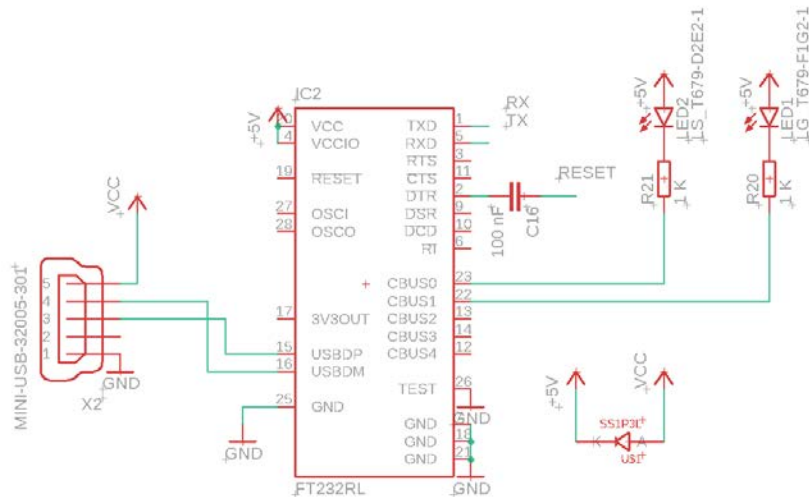 IC2
+5V
VCC
4
VCCIO
19
RESET
27
OSCI
28
OSCO
17
3V3OUT
15
USBDP
16
USBDM
25
GND
GND
TXD
1
RX
RXD
5
TX
RTS
3
CTS
11
DTR
2
DSR
9
DCD
10
RI
6
CBUS0
23
CBUS1
22
CBUS2
13
CBUS3
14
CBUS4
12
TEST
26
GND
GND
GND
18
GND
21
GND
FT232RL
100 nF
C16
RESET
VCC
5
4
3
2
1
GND
X2
MINI-USB-32005-301
+5V
LED2
LS_T679-D2E2-1
R21
1 K
+5V
LED1
LG_T679-F1G2-1
R20
1 K
+5V
VCC
K
A